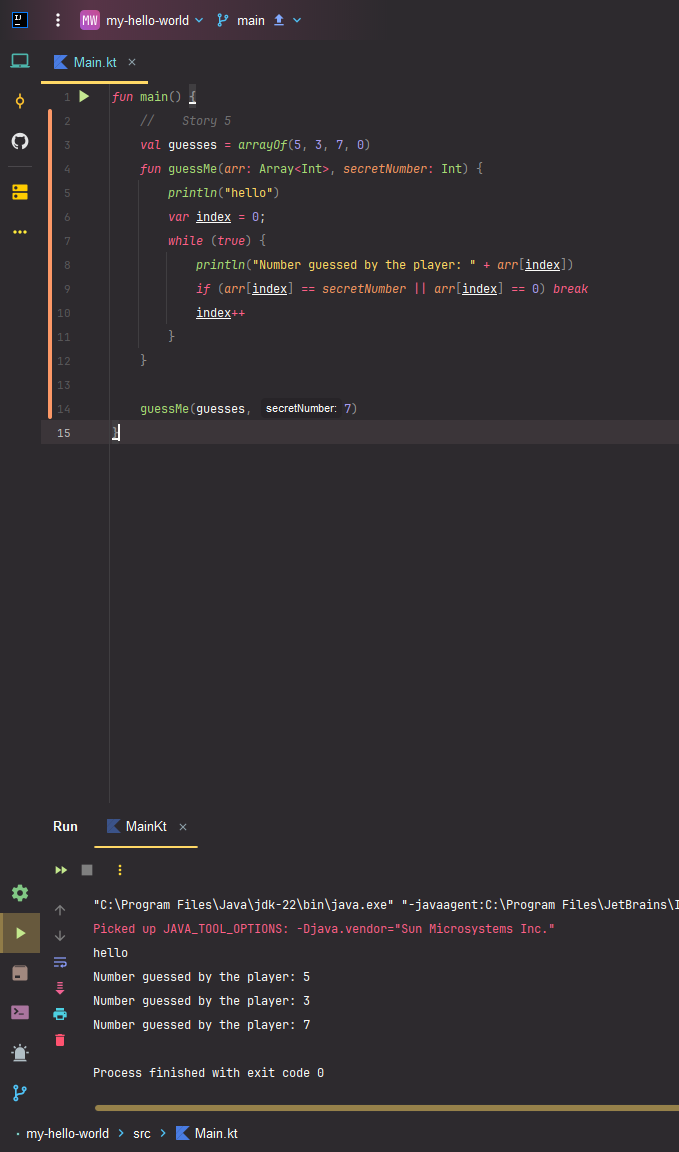 MW my-hello-world main
Main.kt
1 fun main() {
2 // Story 5
3 val guesses = arrayOf(5, 3, 7, 0)
4 fun guessMe(arr: Array<Int>, secretNumber: Int) {
5 println("hello")
6 var index = 0;
7 while (true) {
8 println("Number guessed by the player: " + arr[index])
9 if (arr[index] == secretNumber || arr[index] == 0) break
10 index++
11 }
12 }
13
14 guessMe(guesses, secretNumber: 7)
15 }
Run MainKt
"C:\Program Files\Java\jdk-22\bin\java.exe" "-javaagent:C:\Program Files\JetBrains\I
Picked up JAVA_TOOL_OPTIONS: -Djava.vendor="Sun Microsystems Inc."
hello
Number guessed by the player: 5
Number guessed by the player: 3
Number guessed by the player: 7
Process finished with exit code 0
my-hello-world > src > Main.kt